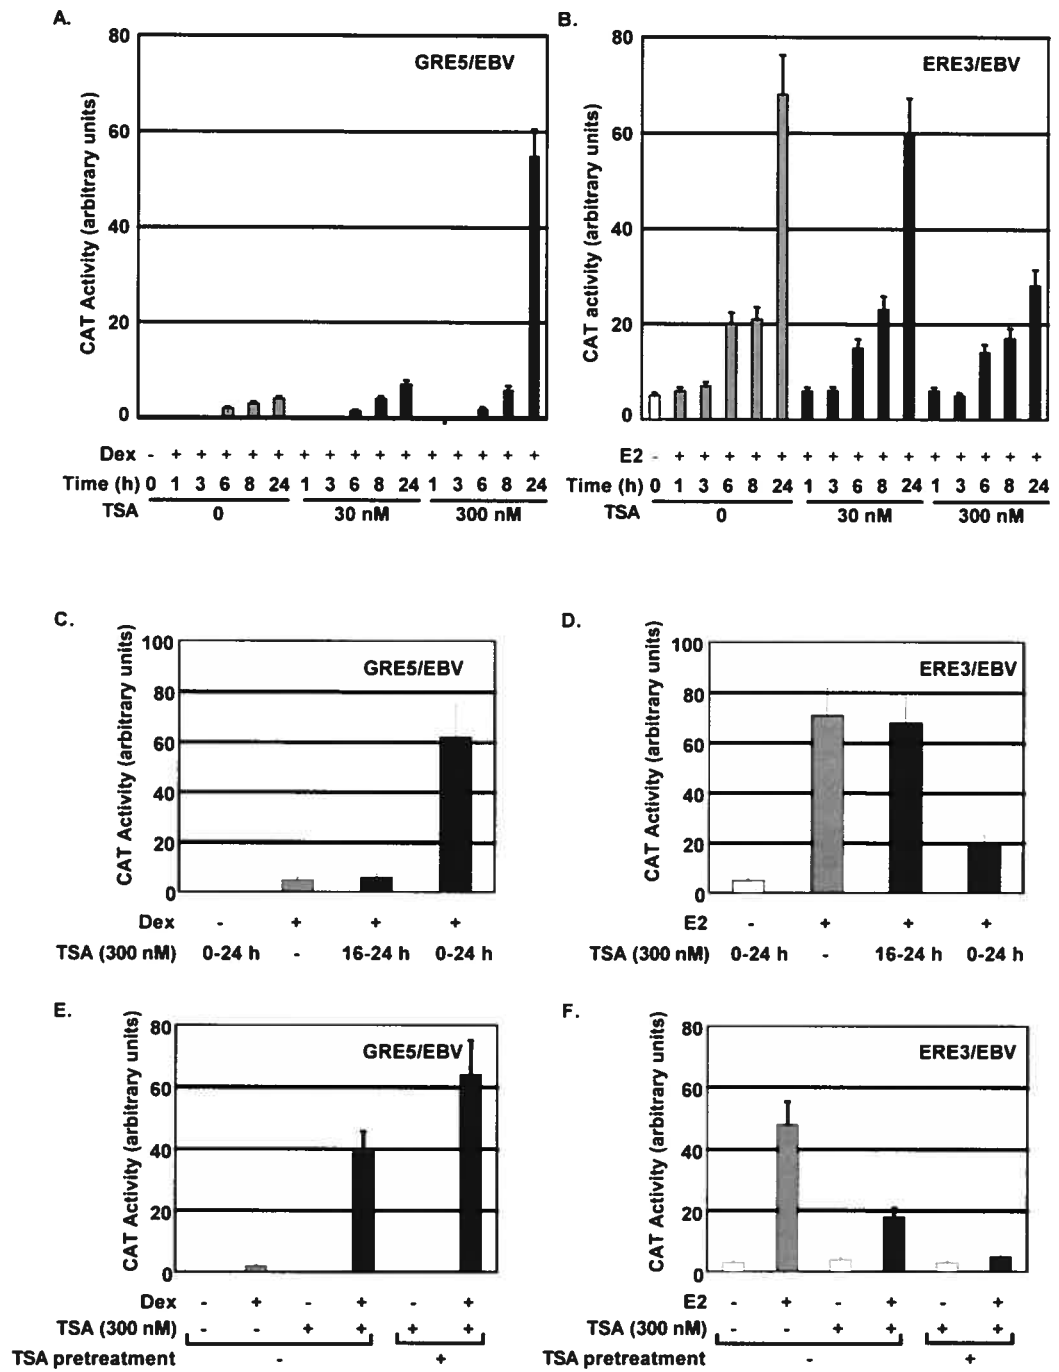 A.
GRE5/EBV
CAT Activity (arbitrary units)
80
60
40
20
0
Dex - + + + + + + + + + + + + + + +
Time (h) 0 1 3 6 8 24 1 3 6 8 24 1 3 6 8 24
TSA 0 30 nM 300 nM
B.
ERE3/EBV
CAT activity (arbitrary units)
80
60
40
20
0
E2 - + + + + + + + + + + + + + + +
Time (h) 0 1 3 6 8 24 1 3 6 8 24 1 3 6 8 24
TSA 0 30 nM 300 nM
C.
GRE5/EBV
CAT Activity (arbitrary units)
100
80
60
40
20
0
Dex - + + +
TSA (300 nM) 0-24 h - 16-24 h 0-24 h
D.
ERE3/EBV
CAT Activity (arbitrary units)
100
80
60
40
20
0
E2 - + + +
TSA (300 nM) 0-24 h - 16-24 h 0-24 h
E.
GRE5/EBV
CAT Activity (arbitrary units)
80
60
40
20
0
Dex - + - + - +
TSA (300 nM) - - + + + +
TSA pretreatment - +
F.
ERE3/EBV
CAT Activity (arbitrary units)
80
60
40
20
0
E2 - + - + - +
TSA (300 nM) - - + + + +
TSA pretreatment - +